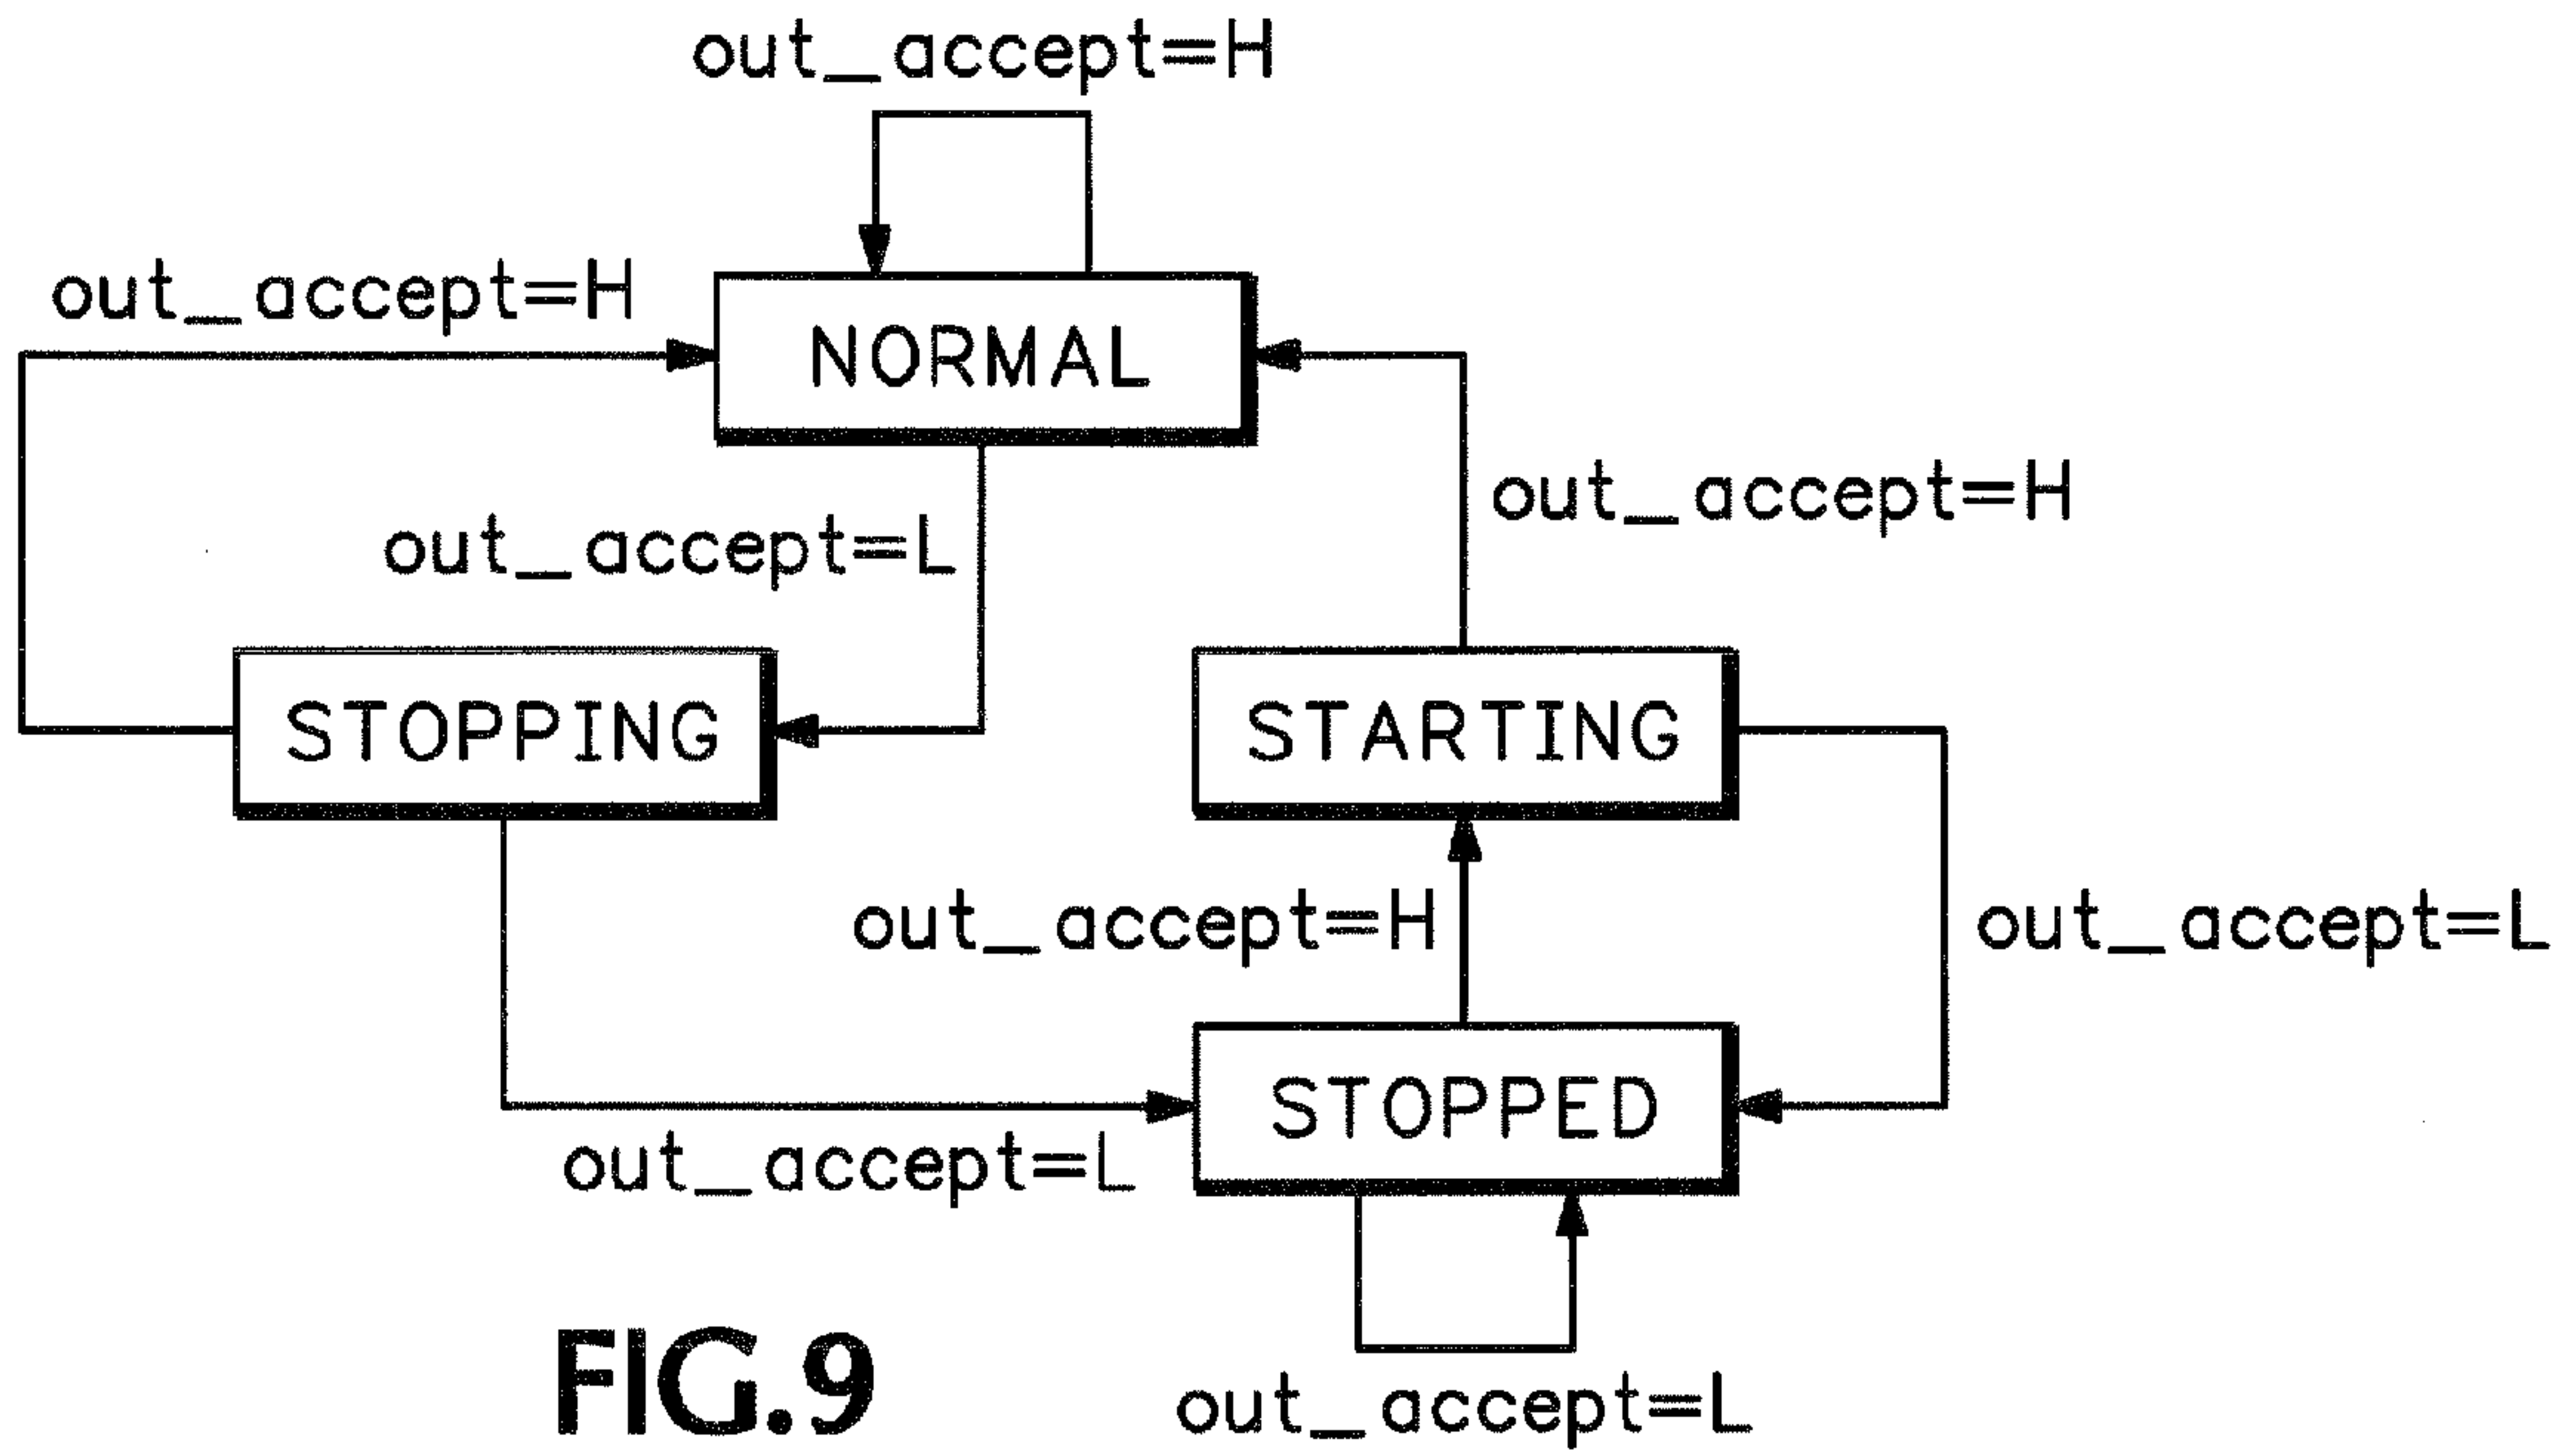 out_accept=H
out_accept=H
NORMAL
out_accept=H
out_accept=L
STOPPING
STARTING
out_accept=H
out_accept=L
STOPPED
out_accept=L
FIG.9
out_accept=L